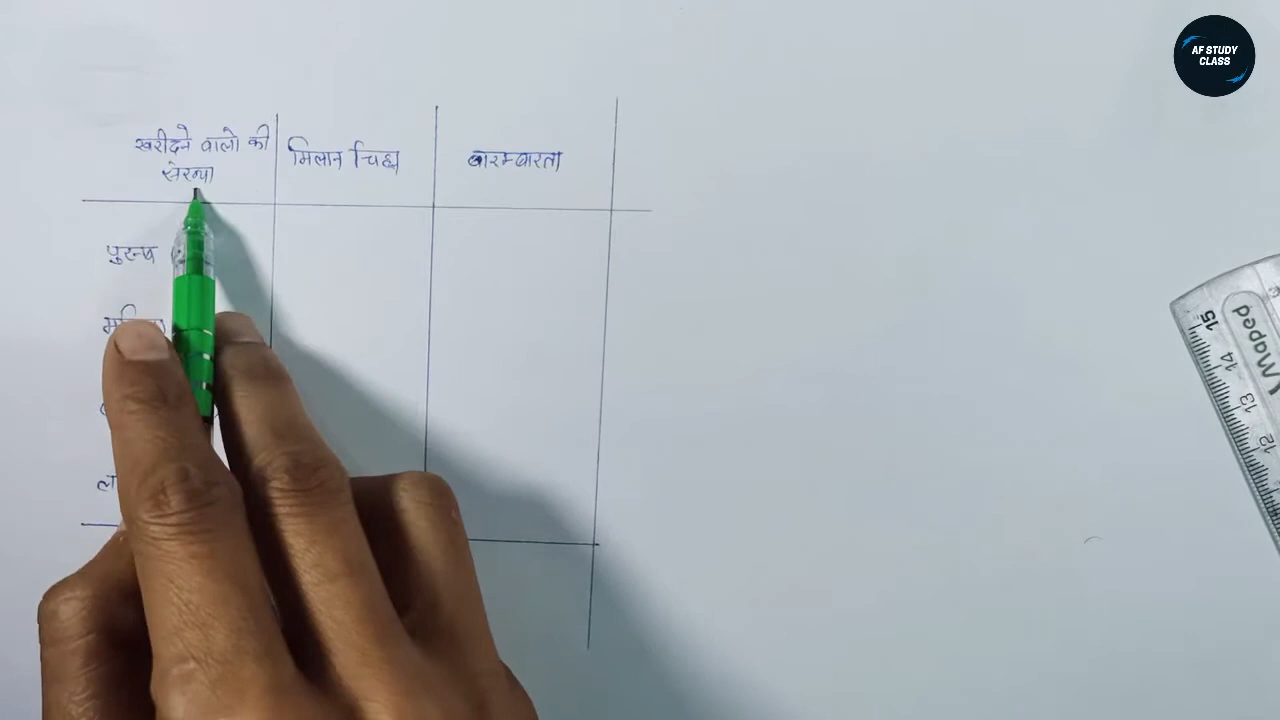 AF STUDY
CLASS
खरीदने वालो की
संख्या
मिलान चिह्न
बारम्बारता
पुरुष
Maped
15
14
13
12